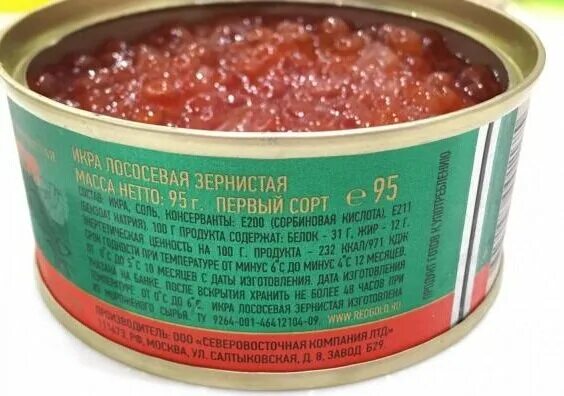 ИКРА ЛОСОСЕВАЯ ЗЕРНИСТАЯ
МАССА НЕТТО: 95 г. ПЕРВЫЙ СОРТ ℮ 95
СОСТАВ: ИКРА, СОЛЬ, КОНСЕРВАНТЫ: Е200 (СОРБИНОВАЯ КИСЛОТА), Е211
(БЕНЗОАТ НАТРИЯ). 100 Г ПРОДУКТА СОДЕРЖАТ: БЕЛОК - 31 Г, ЖИР - 12 Г.
ЭНЕРГЕТИЧЕСКАЯ ЦЕННОСТЬ НА 100 Г. ПРОДУКТА - 232 ККАЛ/971 КДЖ
СРОК ГОДНОСТИ ПРИ ТЕМПЕРАТУРЕ ОТ МИНУС 6°С ДО МИНУС 4°С 12 МЕСЯЦЕВ,
ОТ 0°С ДО 5°С 10 МЕСЯЦЕВ С ДАТЫ ИЗГОТОВЛЕНИЯ. ДАТА ИЗГОТОВЛЕНИЯ
УКАЗАНА НА БАНКЕ. ПОСЛЕ ВСКРЫТИЯ ХРАНИТЬ НЕ БОЛЕЕ 48 ЧАСОВ ПРИ
ТЕМПЕРАТУР. ОТ 0°С ДО 6°С. ИКРА ЛОСОСЕВАЯ ЗЕРНИСТАЯ ИЗГОТОВЛЕНА
ИЗ МОРОЖЕНОГО СЫРЬЯ. ТУ 9264-001-46412104-09. WWW.REDGOLD.RU
ПРОИЗВОДИТЕЛЬ: ООО «СЕВЕРОВОСТОЧНАЯ КОМПАНИЯ ЛТД»
111473, РФ, МОСКВА, УЛ. САЛТЫКОВСКАЯ, Д. 8, ЗАВОД Б29.
ПРОДУКТ ГОТОВ К УПОТРЕБЛЕНИЮ